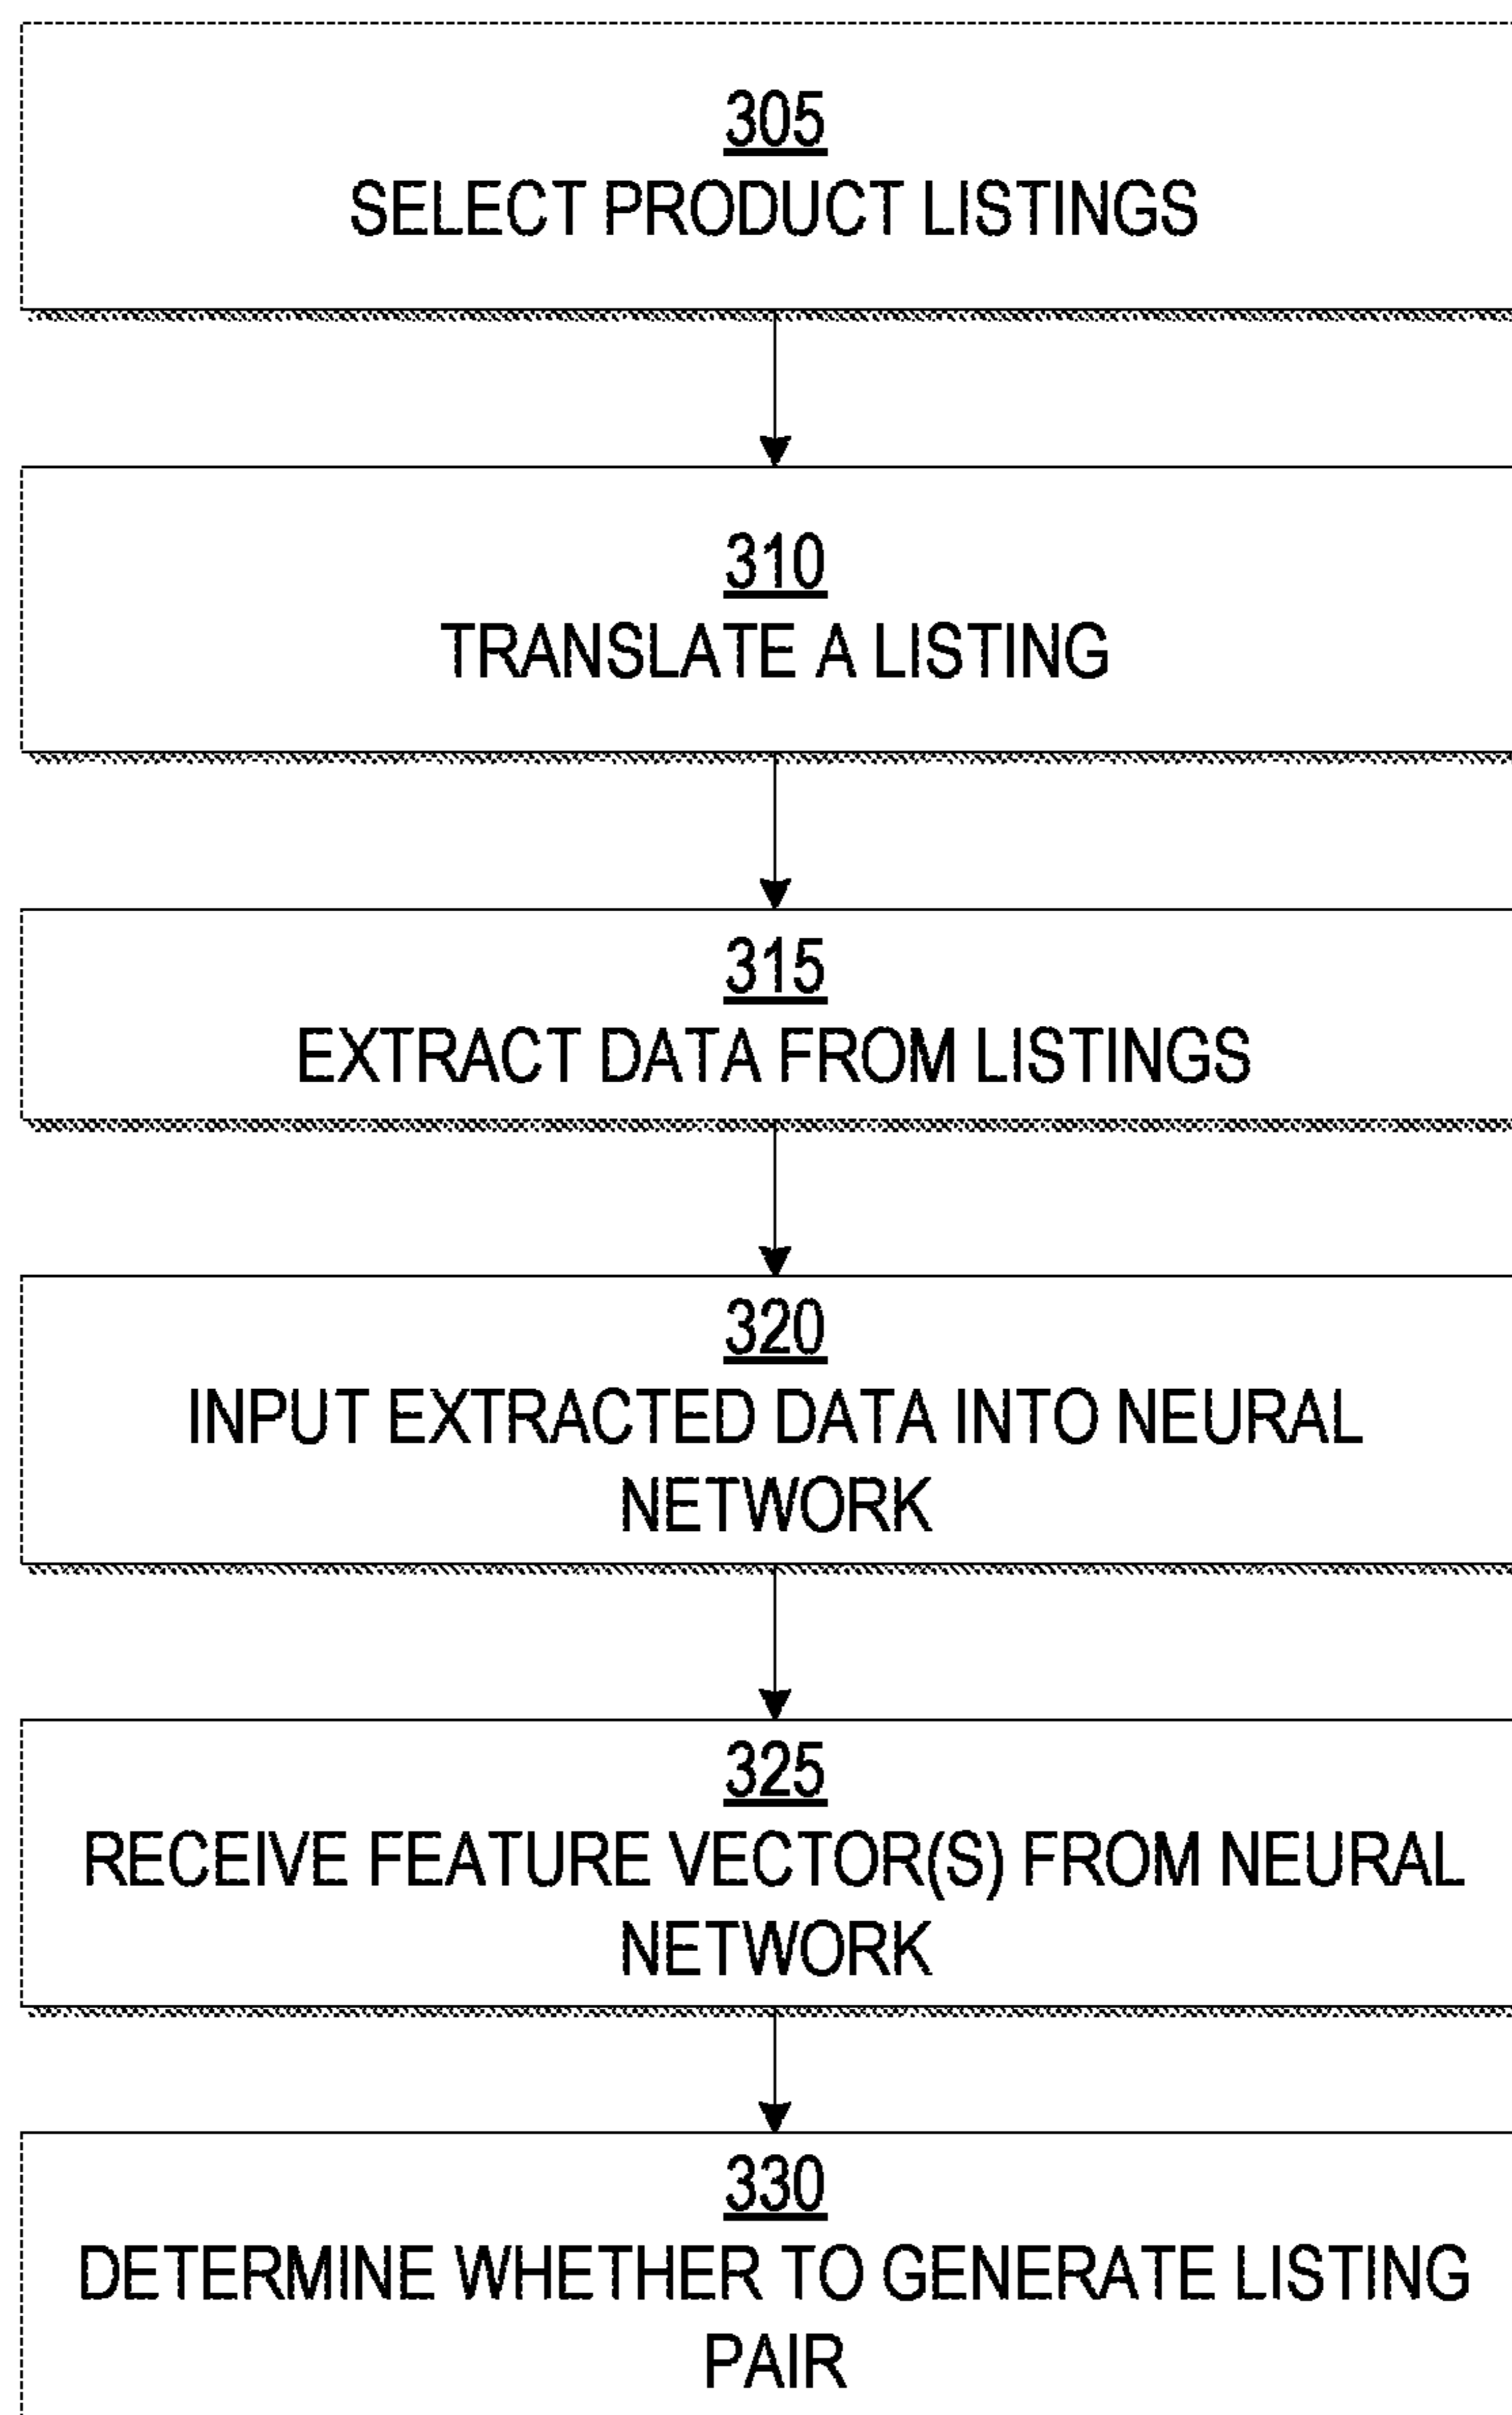 305
SELECT PRODUCT LISTINGS
310
TRANSLATE A LISTING
315
EXTRACT DATA FROM LISTINGS
320
INPUT EXTRACTED DATA INTO NEURAL
NETWORK
325
RECEIVE FEATURE VECTOR(S) FROM NEURAL
NETWORK
330
DETERMINE WHETHER TO GENERATE LISTING
PAIR